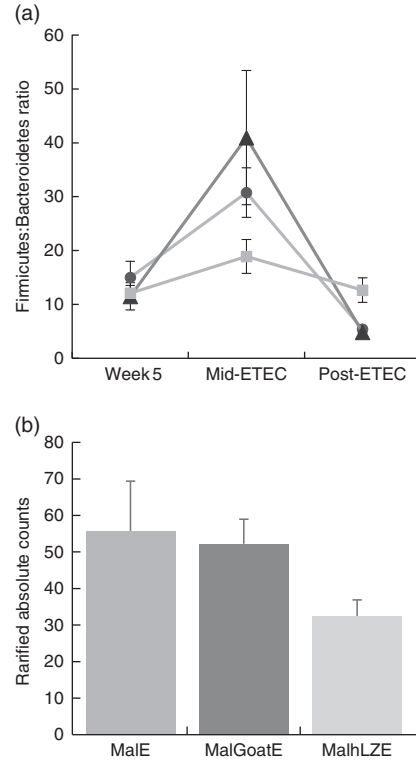 (a)
Firmicutes:Bacteroidetes ratio
60
50
40
30
20
10
0
Week 5
Mid-ETEC
Post-ETEC
(b)
Rarified absolute counts
80
70
60
50
40
30
20
10
0
MalE
MalGoatE
MalhLZE